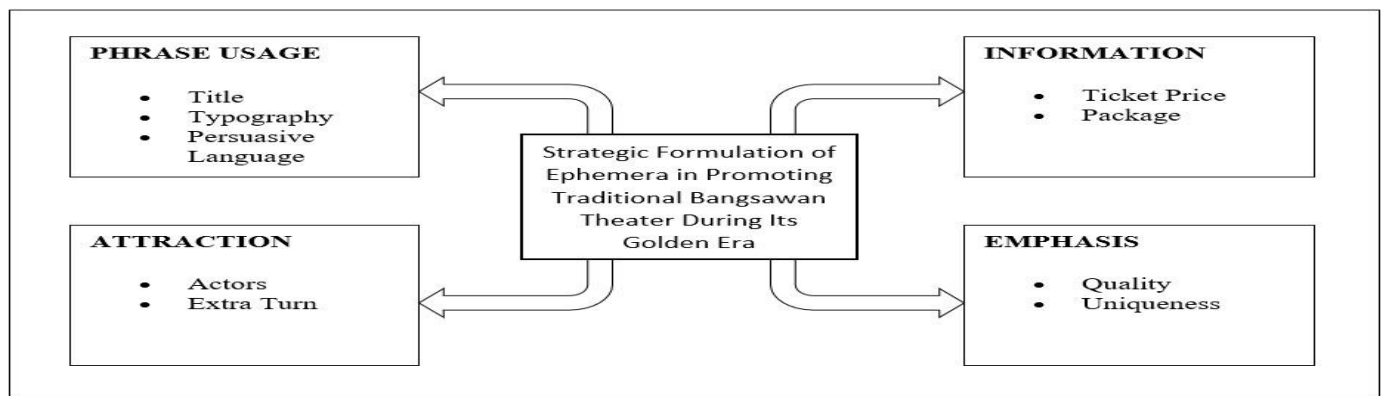 PHRASE USAGE
• Title
• Typography
• Persuasive
Language
INFORMATION
• Ticket Price
• Package
Strategic Formulation of
Ephemera in Promoting
Traditional Bangsawan
Theater During Its
Golden Era
ATTRACTION
• Actors
• Extra Turn
EMPHASIS
• Quality
• Uniqueness